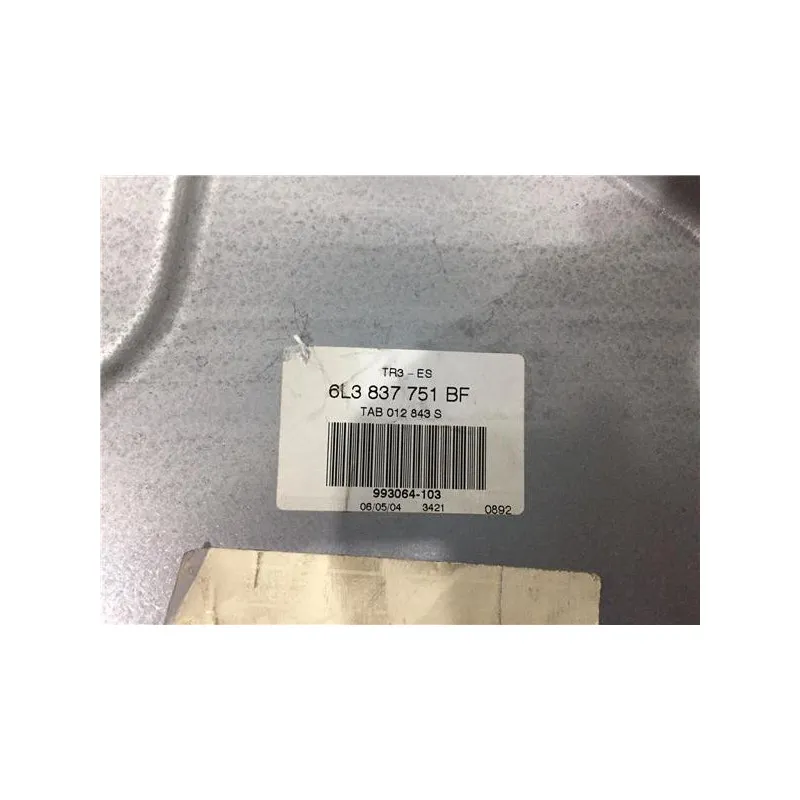 TR3 - ES
6L3 837 751 BF
TAB 012 843 S
993064-103
06/05/04 3421 0892